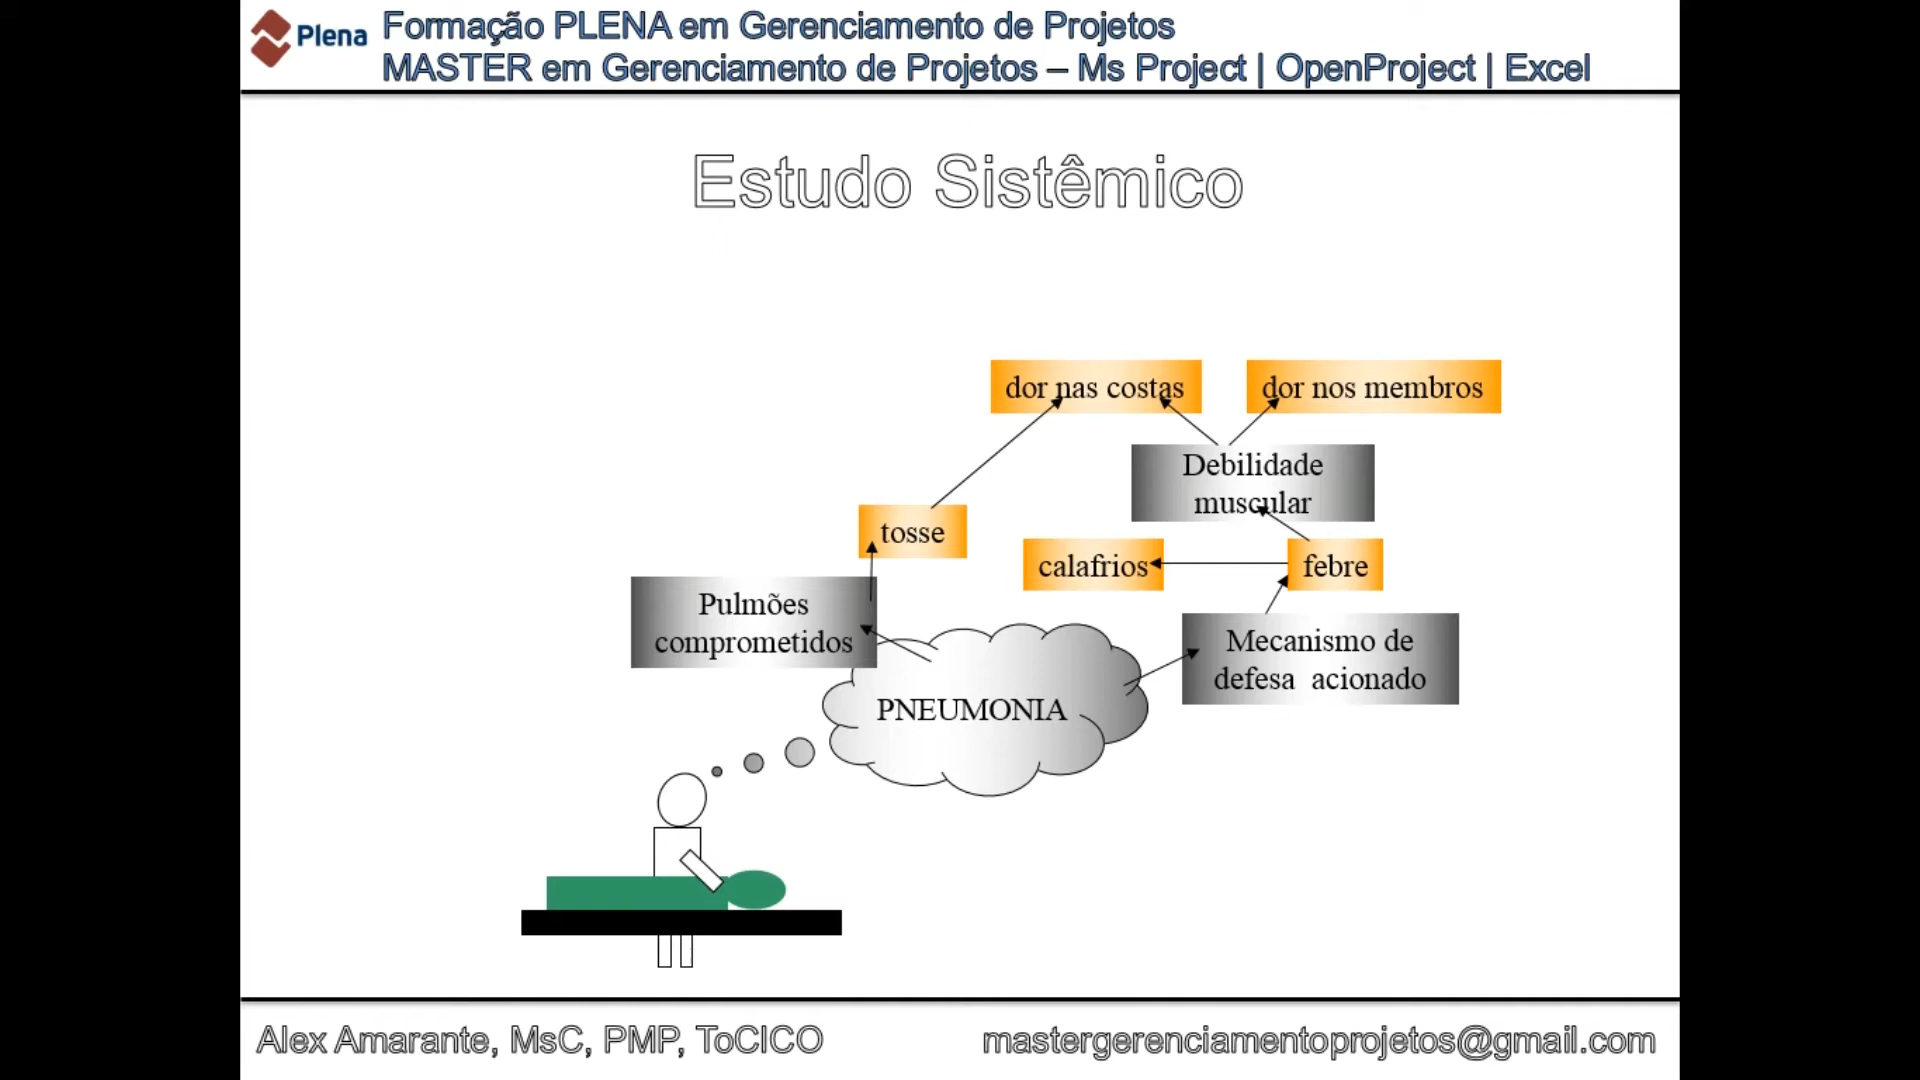 Plena
Formação PLENA em Gerenciamento de Projetos
MASTER em Gerenciamento de Projetos – Ms Project | OpenProject | Excel
Estudo Sistêmico
dor nas costas
dor nos membros
Debilidade
muscular
tosse
calafrios
febre
Pulmões
comprometidos
Mecanismo de
defesa acionado
PNEUMONIA
Alex Amarante, MsC, PMP, ToCICO
mastergerenciamentoprojetos@gmail.com